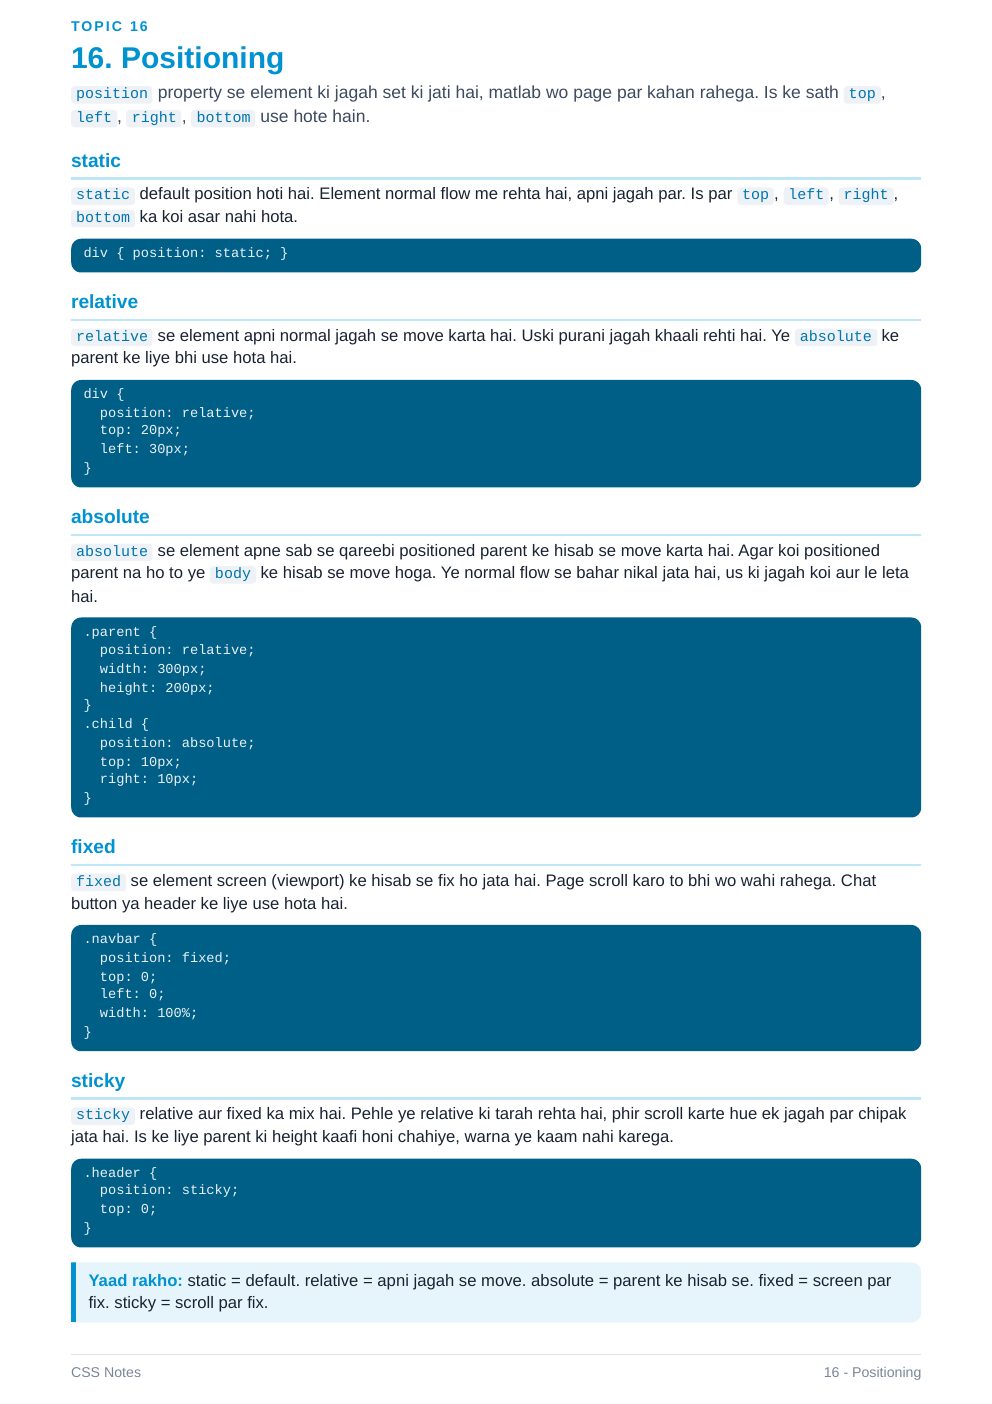 TOPIC 16
16. Positioning
position property se element ki jagah set ki jati hai, matlab wo page par kahan rahega. Is ke sath top ,
left , right , bottom use hote hain.
static
static default position hoti hai. Element normal flow me rehta hai, apni jagah par. Is par top , left , right ,
bottom ka koi asar nahi hota.
div { position: static; }
relative
relative se element apni normal jagah se move karta hai. Uski purani jagah khaali rehti hai. Ye absolute ke
parent ke liye bhi use hota hai.
div {
  position: relative;
  top: 20px;
  left: 30px;
}
absolute
absolute se element apne sab se qareebi positioned parent ke hisab se move karta hai. Agar koi positioned
parent na ho to ye body ke hisab se move hoga. Ye normal flow se bahar nikal jata hai, us ki jagah koi aur le leta
hai.
.parent {
  position: relative;
  width: 300px;
  height: 200px;
}
.child {
  position: absolute;
  top: 10px;
  right: 10px;
}
fixed
fixed se element screen (viewport) ke hisab se fix ho jata hai. Page scroll karo to bhi wo wahi rahega. Chat
button ya header ke liye use hota hai.
.navbar {
  position: fixed;
  top: 0;
  left: 0;
  width: 100%;
}
sticky
sticky relative aur fixed ka mix hai. Pehle ye relative ki tarah rehta hai, phir scroll karte hue ek jagah par chipak
jata hai. Is ke liye parent ki height kaafi honi chahiye, warna ye kaam nahi karega.
.header {
  position: sticky;
  top: 0;
}
Yaad rakho: static = default. relative = apni jagah se move. absolute = parent ke hisab se. fixed = screen par
fix. sticky = scroll par fix.
CSS Notes
16 - Positioning